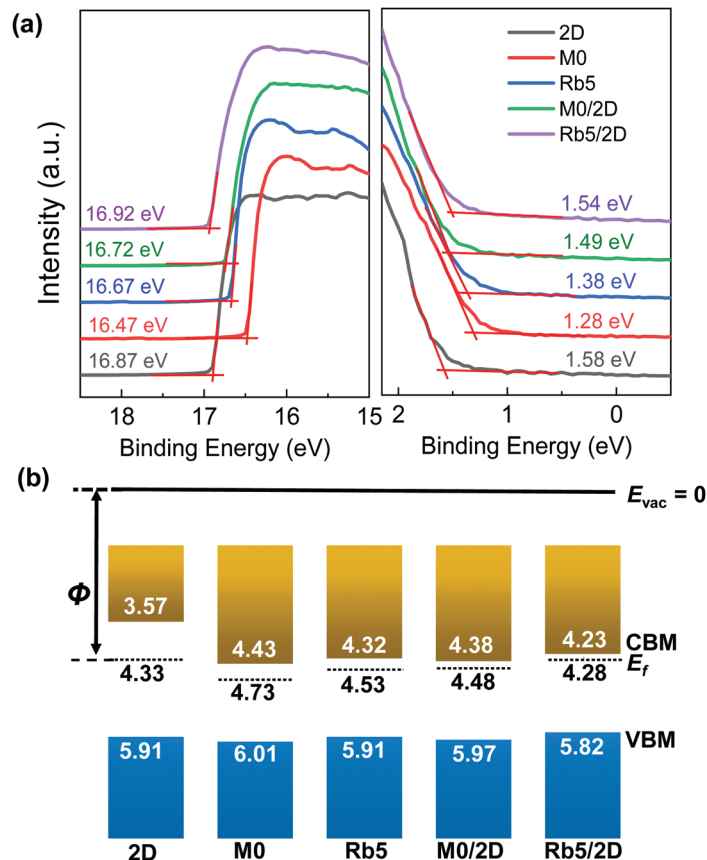 (a)
2D
M0
Rb5
M0/2D
Rb5/2D
Intensity (a.u.)
16.92 eV
16.72 eV
16.67 eV
16.47 eV
16.87 eV
1.54 eV
1.49 eV
1.38 eV
1.28 eV
1.58 eV
18 17 16 15 2 1 0
Binding Energy (eV) Binding Energy (eV)
(b)
Evac = 0
Φ
3.57 4.43 4.32 4.38 4.23 CBM
4.33 4.73 4.53 4.48 4.28 Ef
5.91 6.01 5.91 5.97 5.82 VBM
2D M0 Rb5 M0/2D Rb5/2D